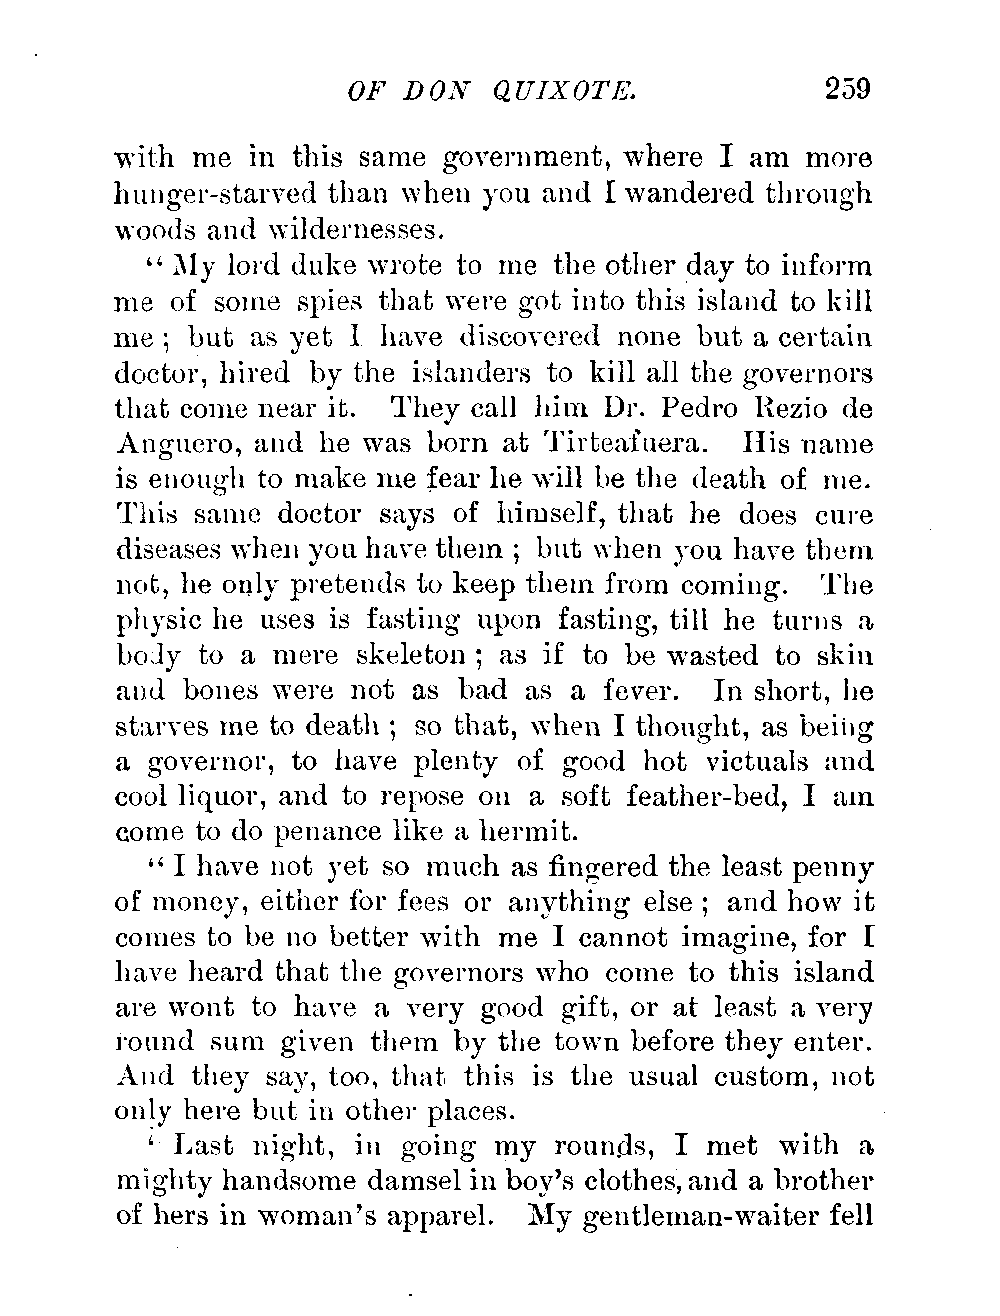 OF DON QUIXOTE. 259
with me in this same government, where I am more
hunger-starved than when you and I wandered through
woods and wildernesses.
“ My lord duke wrote to me the other day to inform
me of some spies that were got into this island to kill
me ; but as yet I have discovered none but a certain
doctor, hired by the islanders to kill all the governors
that come near it. They call him Dr. Pedro Rezio de
Anguero, and he was born at Tirteafuera. His name
is enough to make me fear he will be the death of me.
This same doctor says of himself, that he does cure
diseases when you have them ; but when you have them
not, he only pretends to keep them from coming. The
physic he uses is fasting upon fasting, till he turns a
body to a mere skeleton ; as if to be wasted to skin
and bones were not as bad as a fever. In short, he
starves me to death ; so that, when I thought, as being
a governor, to have plenty of good hot victuals and
cool liquor, and to repose on a soft feather-bed, I am
come to do penance like a hermit.
“ I have not yet so much as fingered the least penny
of money, either for fees or anything else ; and how it
comes to be no better with me I cannot imagine, for I
have heard that the governors who come to this island
are wont to have a very good gift, or at least a very
round sum given them by the town before they enter.
And they say, too, that this is the usual custom, not
only here but in other places.
‘ Last night, in going my rounds, I met with a
mighty handsome damsel in boy's clothes, and a brother
of hers in woman's apparel. My gentleman-waiter fell